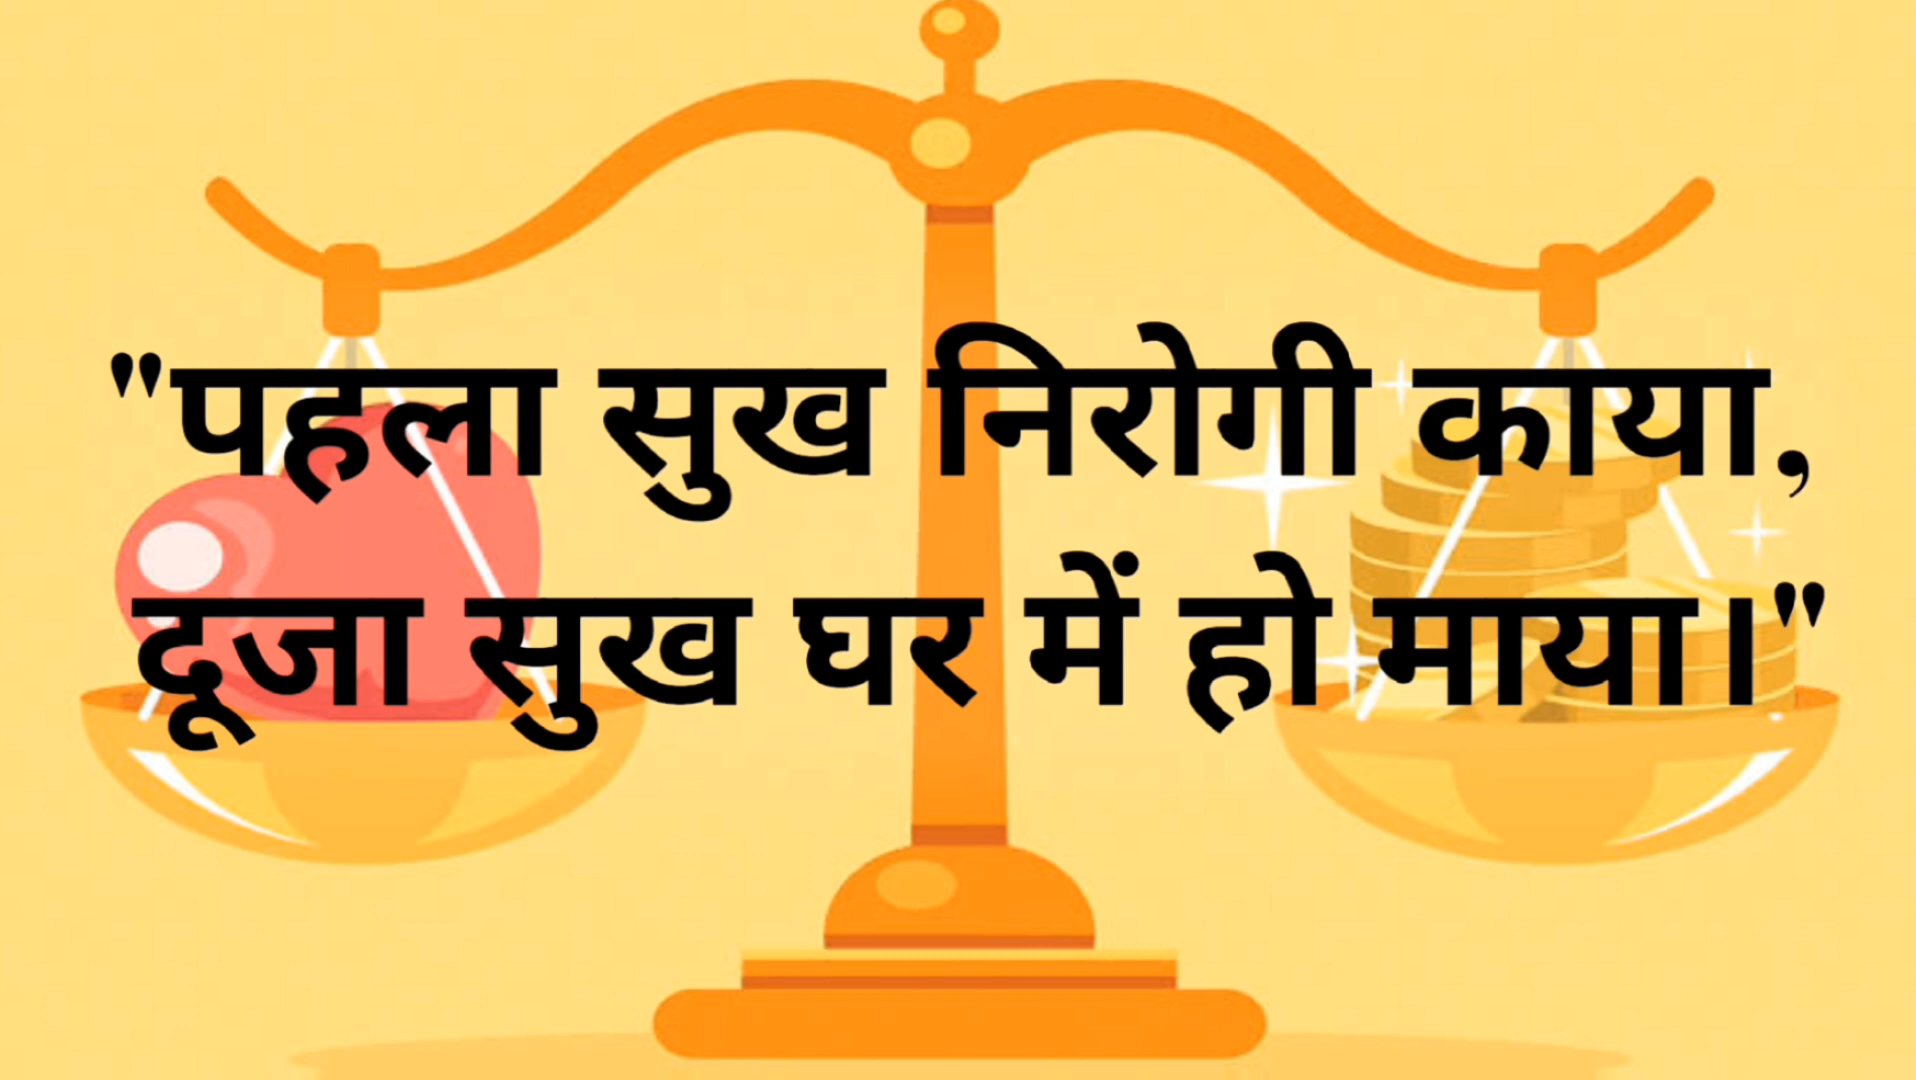 "पहला सुख निरोगी काया,
दूजा सुख घर में हो माया।"